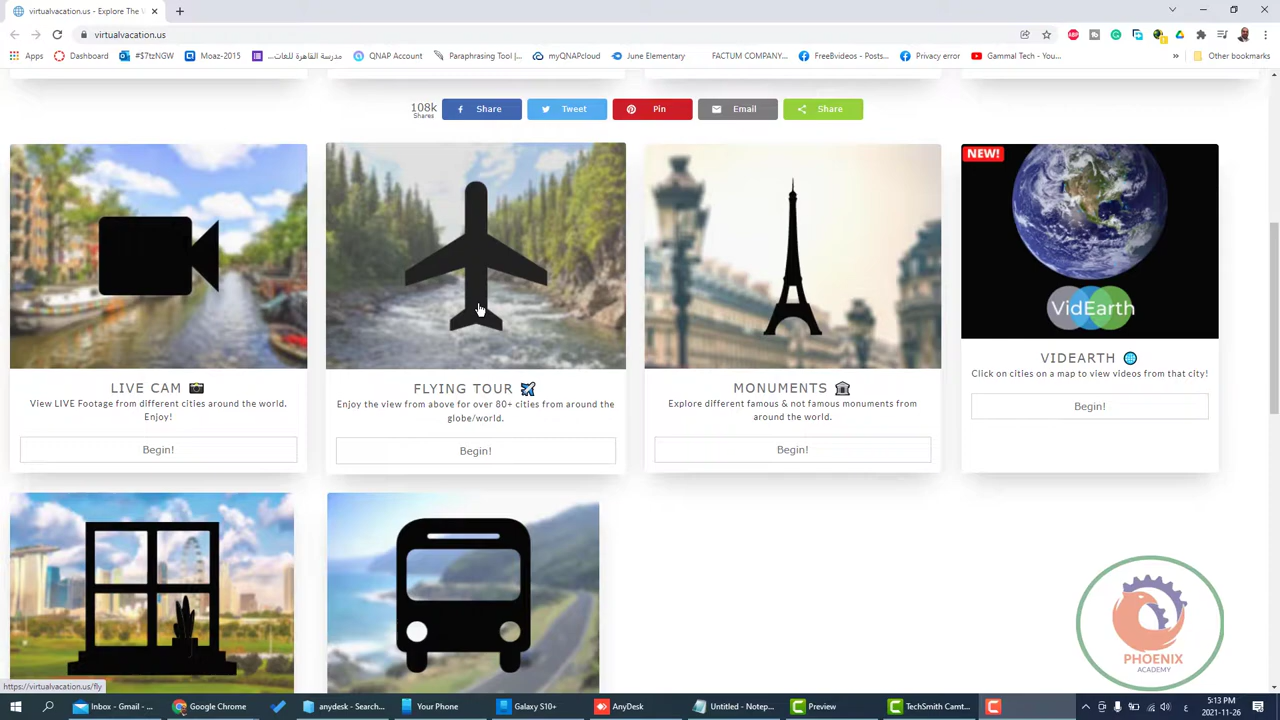 virtualvacation.us - Explore The V
virtualvacation.us
Apps
Dashboard
#$7tzNGW
Moaz-2015
مدرسة القاهرة للغات...
QNAP Account
Paraphrasing Tool |...
myQNAPcloud
June Elementary
FACTUM COMPANY...
FreeBvideos - Posts...
Privacy error
Gammal Tech - You...
»
Other bookmarks
108k
Shares
Share
Tweet
Pin
Email
Share
NEW!
VidEarth
LIVE CAM
View LIVE Footage from different cities around the world.
Enjoy!
Begin!
FLYING TOUR
Enjoy the view from above for over 80+ cities from around the
globe/world.
Begin!
MONUMENTS
Explore different famous & not famous monuments from
around the world.
Begin!
VIDEARTH
Click on cities on a map to view videos from that city!
Begin!
PHOENIX
ACADEMY
https://virtualvacation.us/fly
Inbox - Gmail - ...
Google Chrome
anydesk - Search...
Your Phone
Galaxy S10+
AnyDesk
Untitled - Notep...
Preview
TechSmith Camt...
ع
5:13 PM
2021-11-26